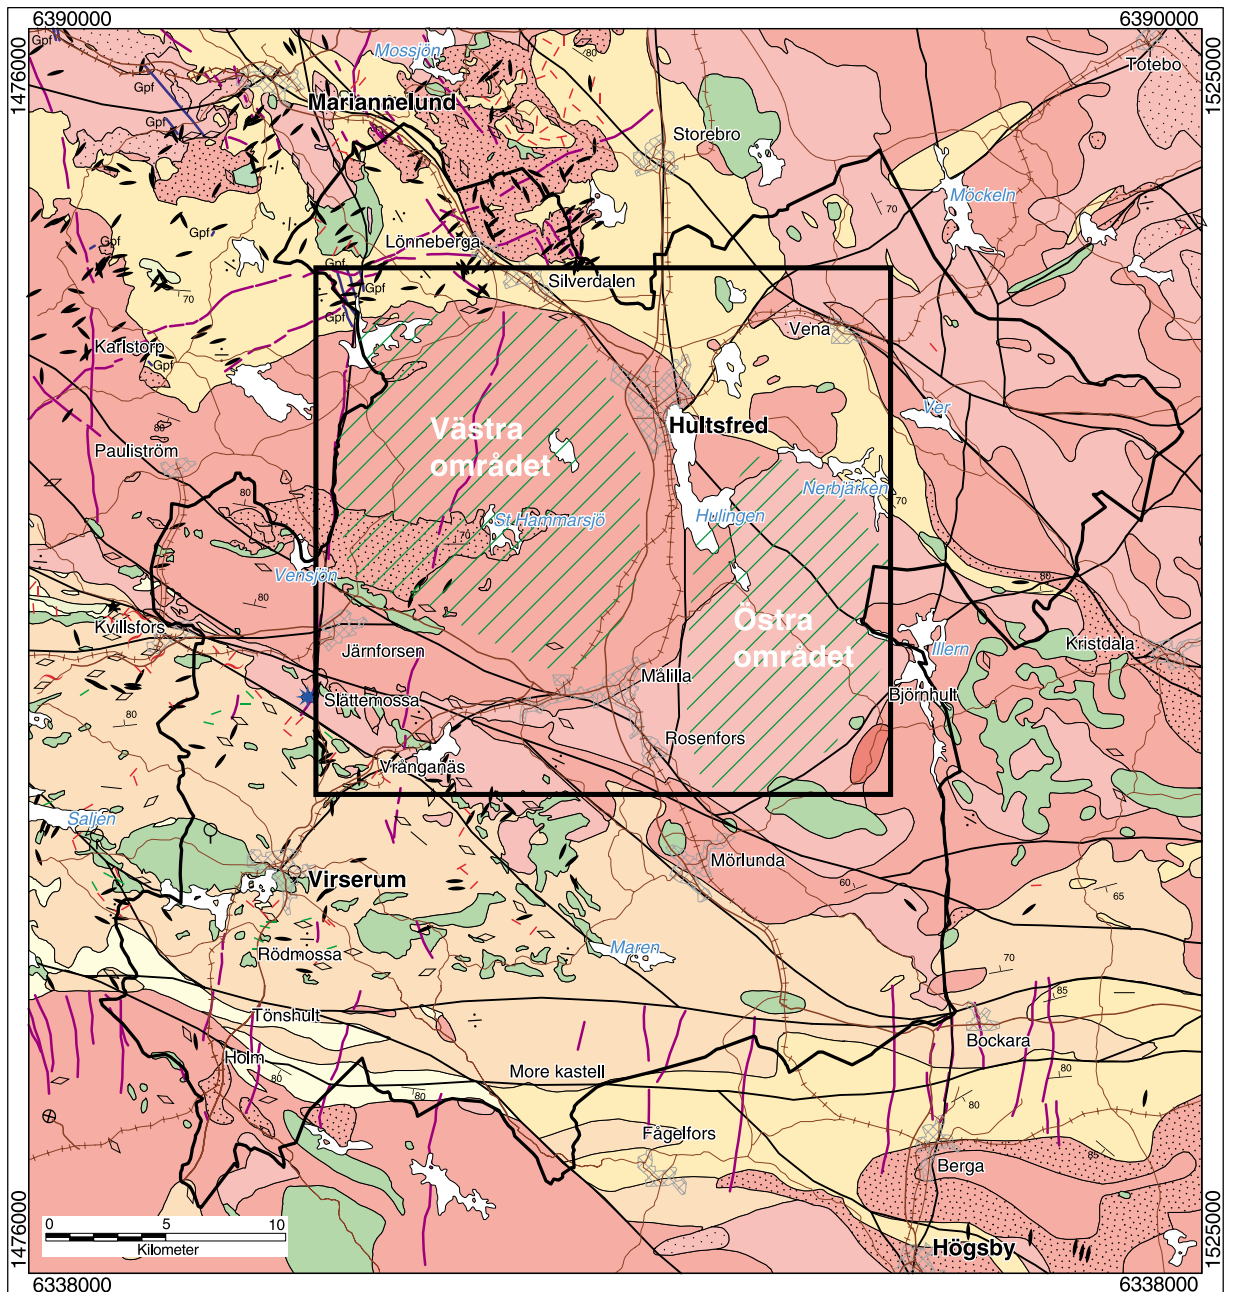 6390000
6390000
1476000
1525000
Gpf
Mossjön
80
Totebo
Gpf
Mariannelund
Gpf
Storebro
Möckeln
70
Gpf
Gpf
Lönneberga
Gpf
Silverdalen
70
Gpf
Gpf
Vena
Karlstorp
Gpf
Ver
80
Västra
området
Hultsfred
Pauliström
80
Nerbjärken
70
St Hammarsjö
Hulingen
70
Vensjön
80
80
Kvillsfors
Östra
området
Kristdala
Järnforsen
Illern
Målilla
Björnhult
Slättemossa
80
Rosenfors
Vrånganäs
Saljen
Mörlunda
Virserum
60
65
Maren
Rödmossa
70
85
Tönshult
Bockara
Holm
More kastell
80
80
80
80
Fågelfors
85
Berga
0 5 10
Kilometer
Högsby
1476000
1525000
6338000
6338000